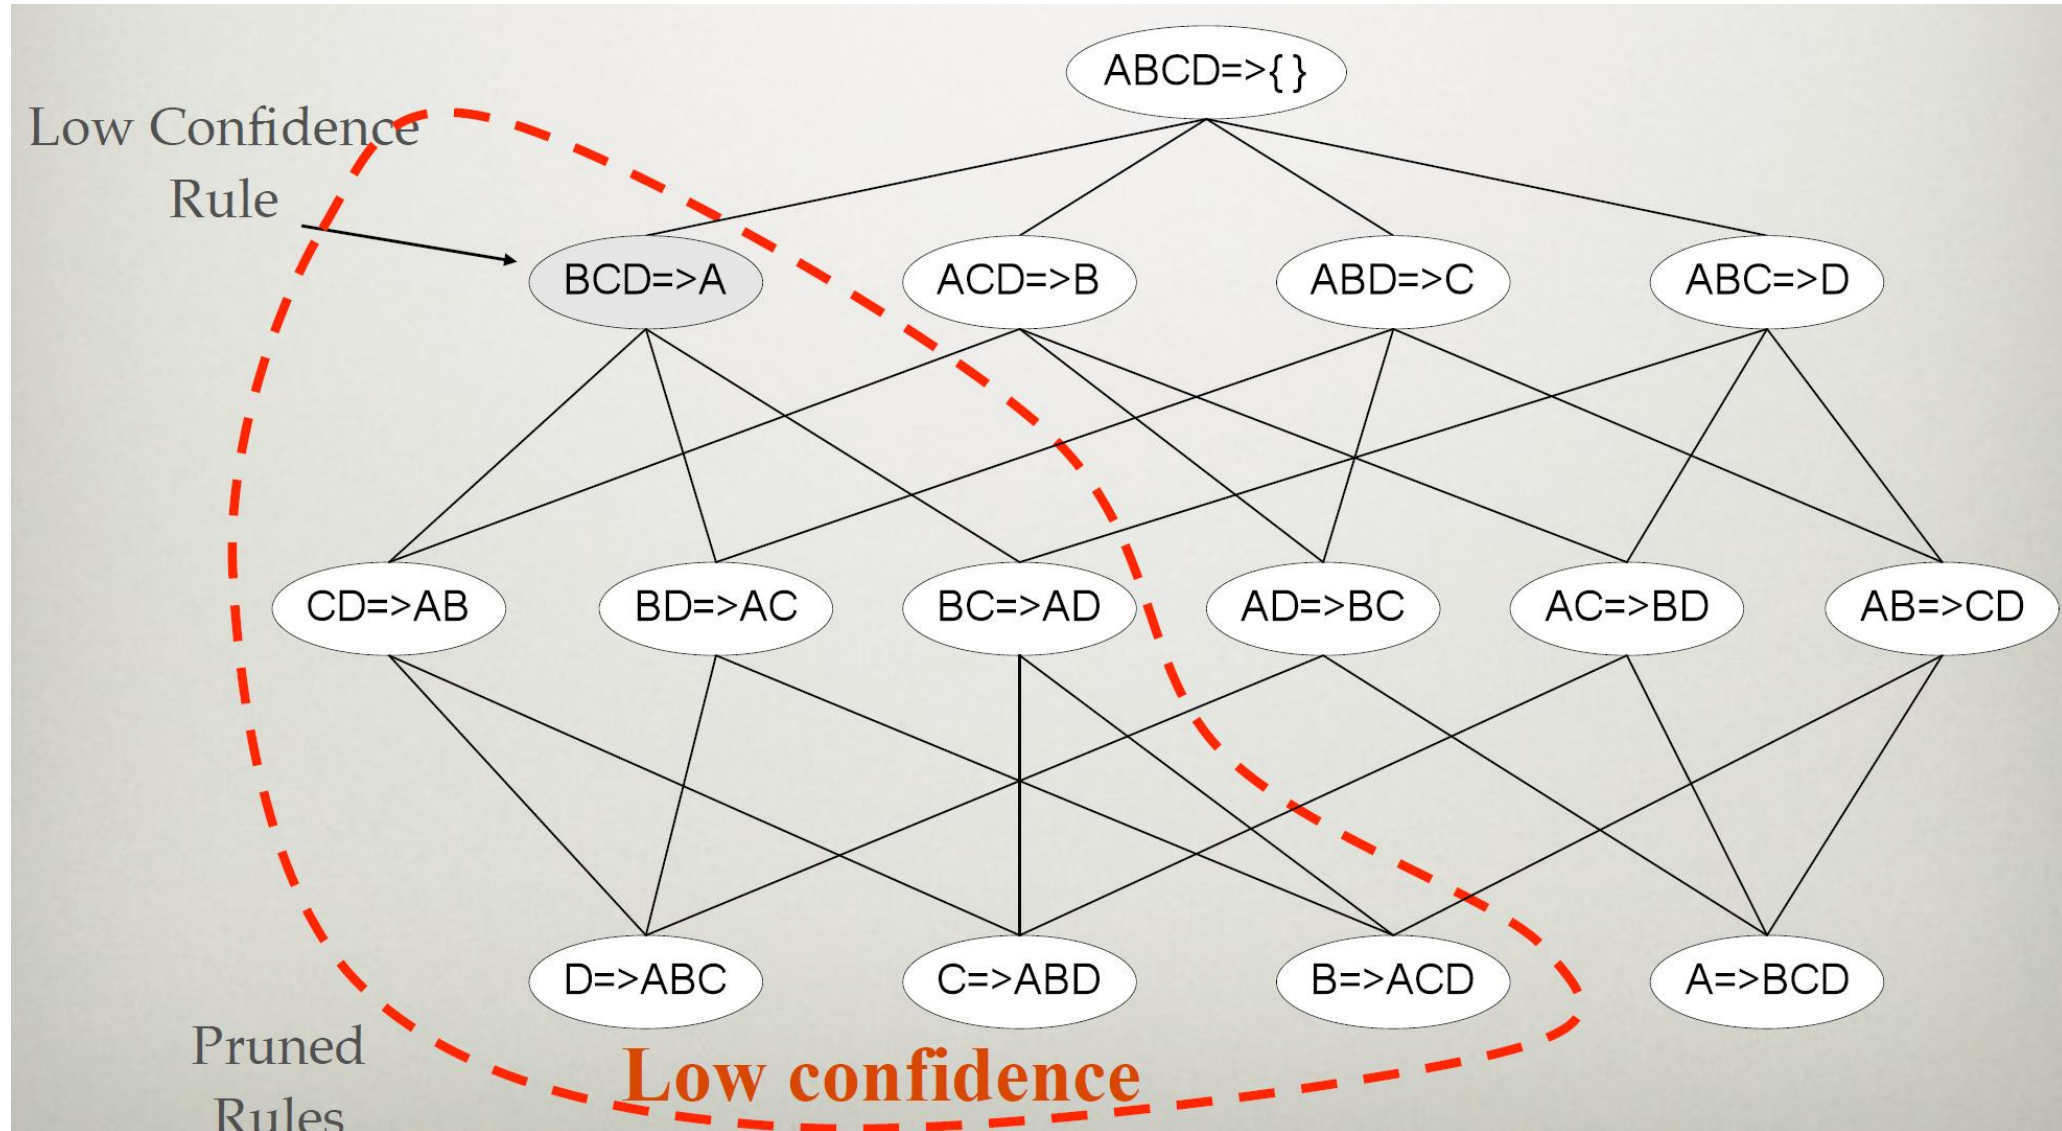 ABCD=>{ }
Low Confidence
Rule
BCD=>A
ACD=>B
ABD=>C
ABC=>D
CD=>AB
BD=>AC
BC=>AD
AD=>BC
AC=>BD
AB=>CD
D=>ABC
C=>ABD
B=>ACD
A=>BCD
Pruned
Rules
Low confidence